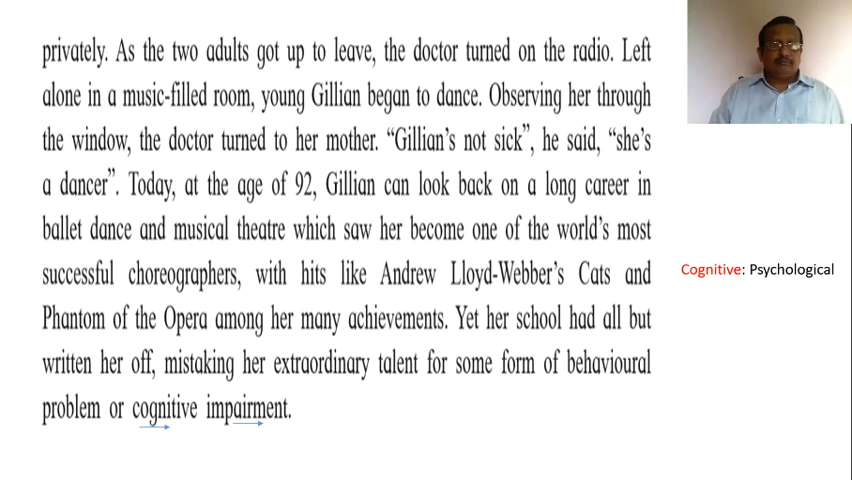 privately. As the two adults got up to leave, the doctor turned on the radio. Left
alone in a music-filled room, young Gillian began to dance. Observing her through
the window, the doctor turned to her mother. “Gillian’s not sick”, he said, “she’s
a dancer”. Today, at the age of 92, Gillian can look back on a long career in
ballet dance and musical theatre which saw her become one of the world’s most
successful choreographers, with hits like Andrew Lloyd-Webber’s Cats and
Phantom of the Opera among her many achievements. Yet her school had all but
written her off, mistaking her extraordinary talent for some form of behavioural
problem or cognitive impairment.
Cognitive: Psychological